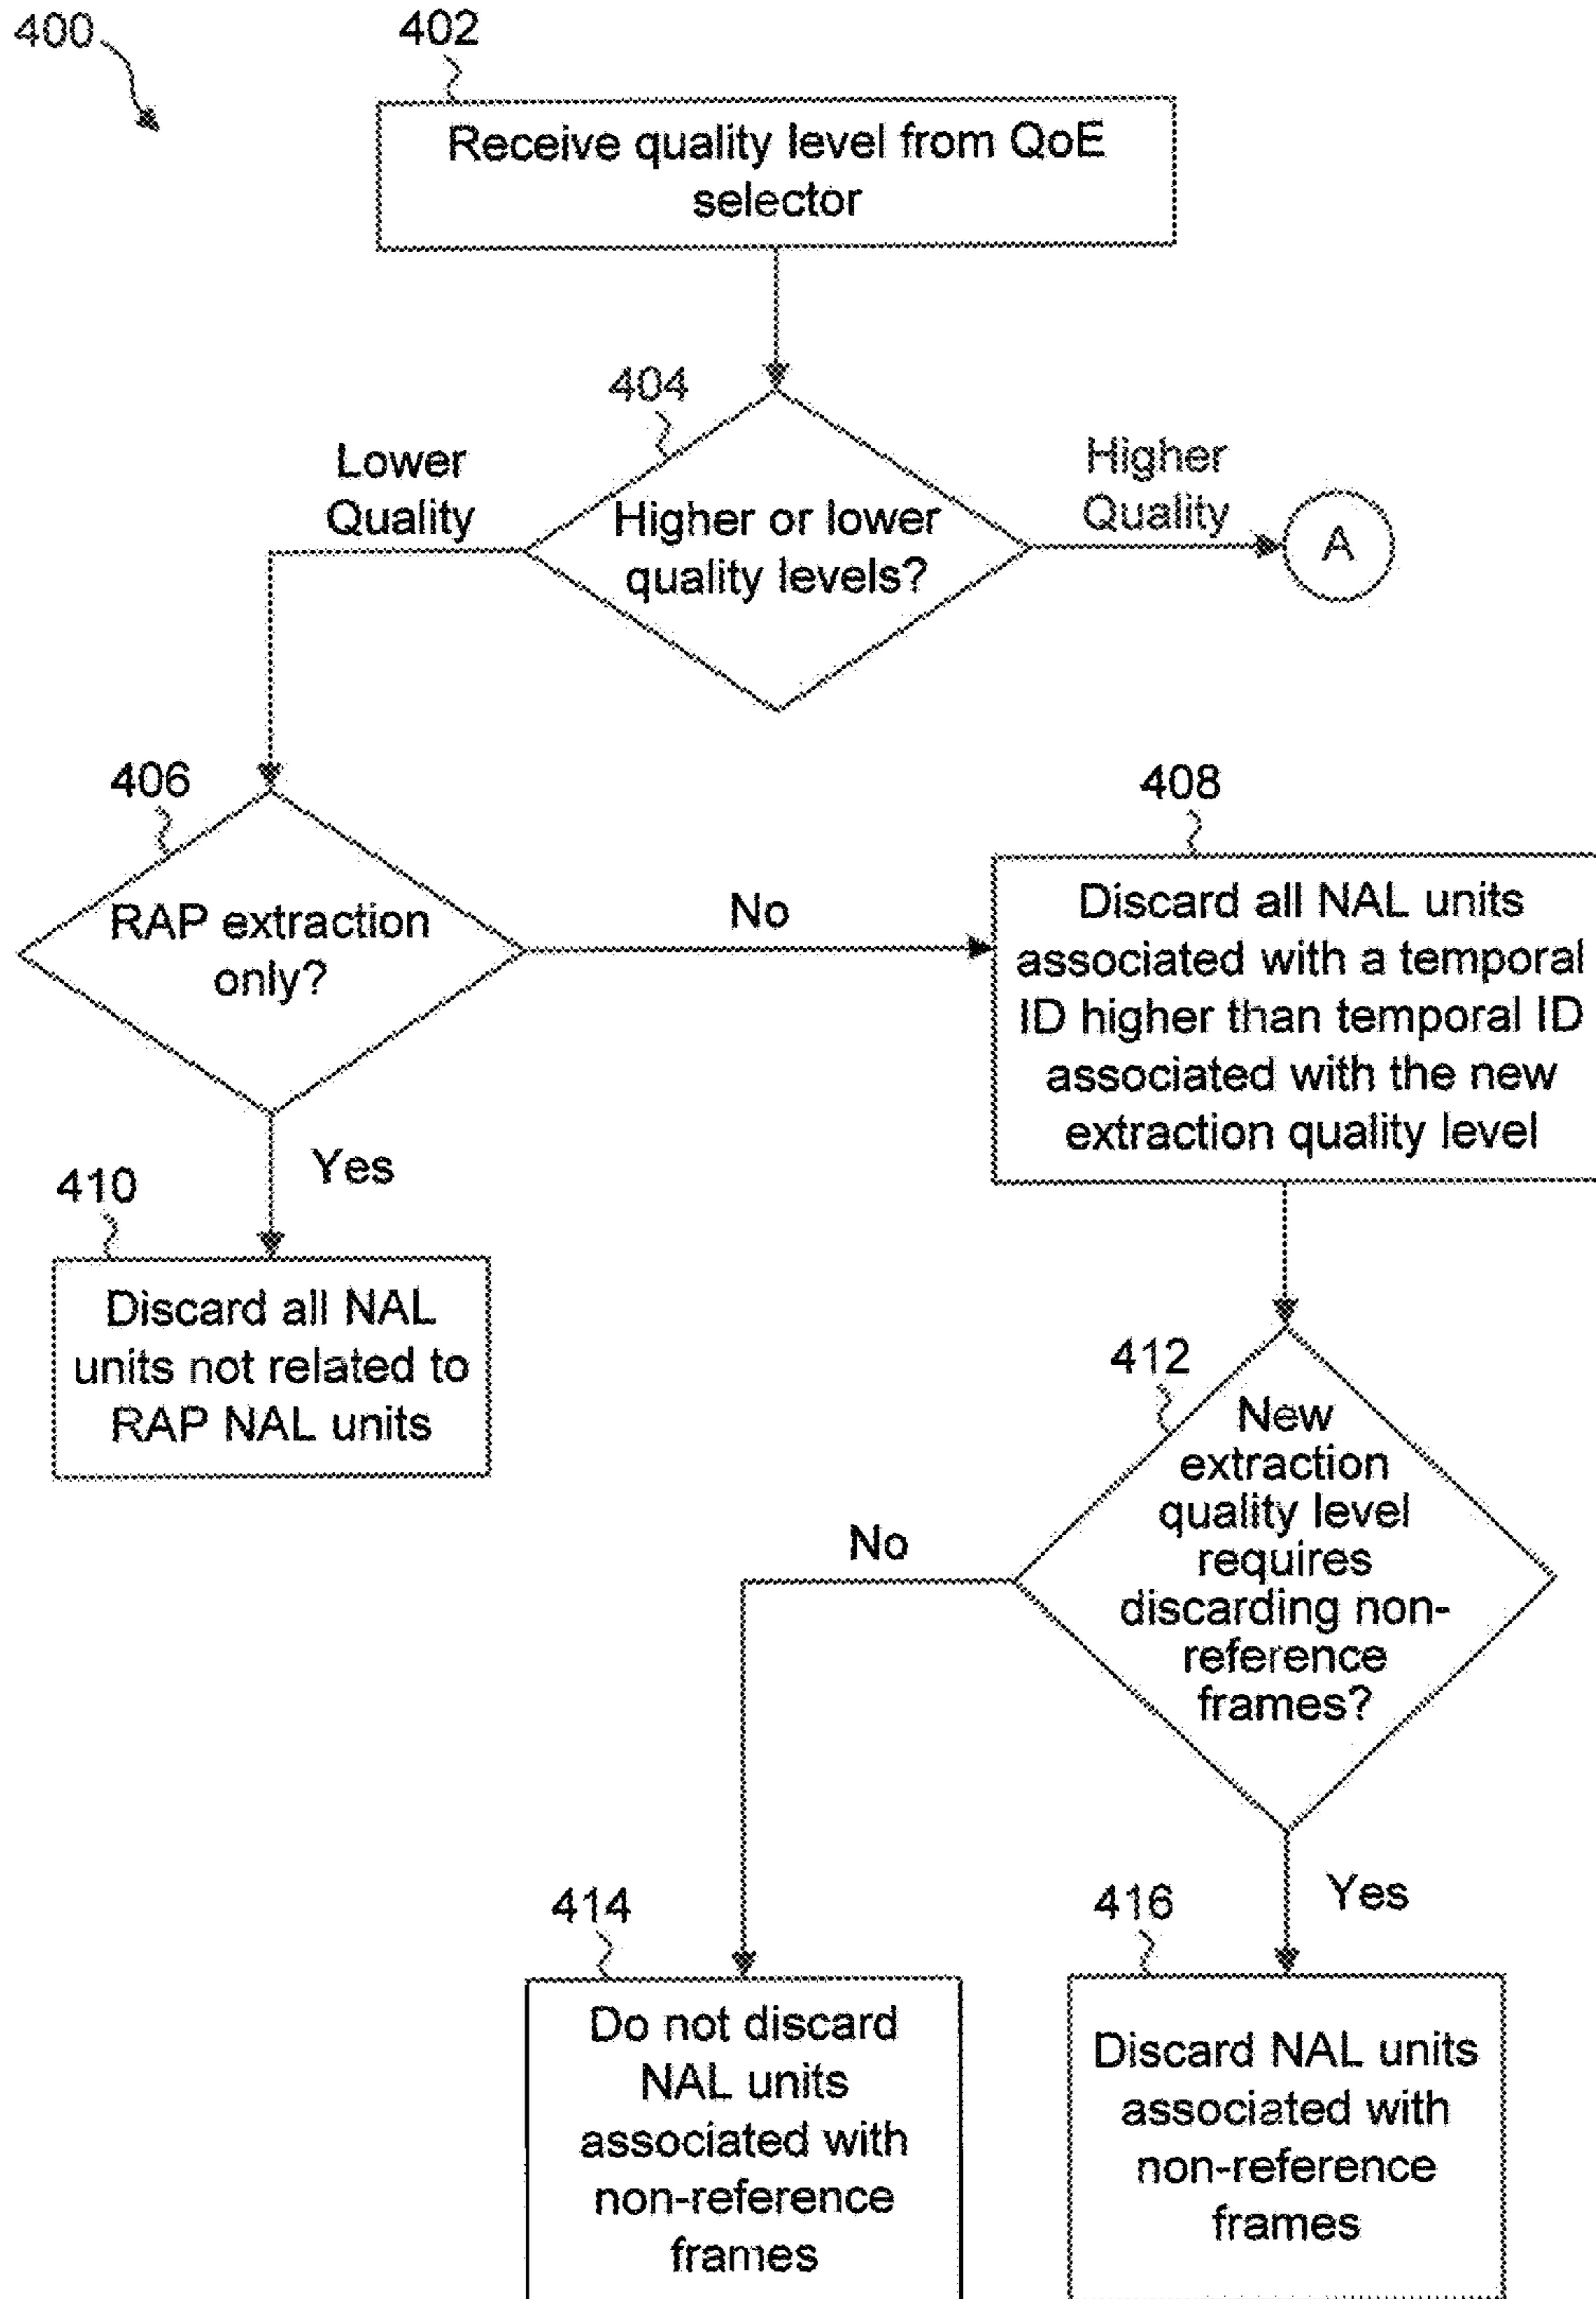 400
402
Receive quality level from QoE
selector
404
Lower
Quality
Higher or lower
quality levels?
Higher
Quality
A
406
RAP extraction
only?
No
408
Discard all NAL
units associated
associated with a temporal
ID higher than temporal ID
associated with the new
extraction quality level
Yes
410
Discard all NAL
units not related to
RAP NAL units
412
New
extraction
quality level
requires
discarding non-
reference
frames?
No
Yes
414
Do not discard
NAL units
associated with
non-reference
frames
416
Discard NAL units
associated with
non-reference
frames